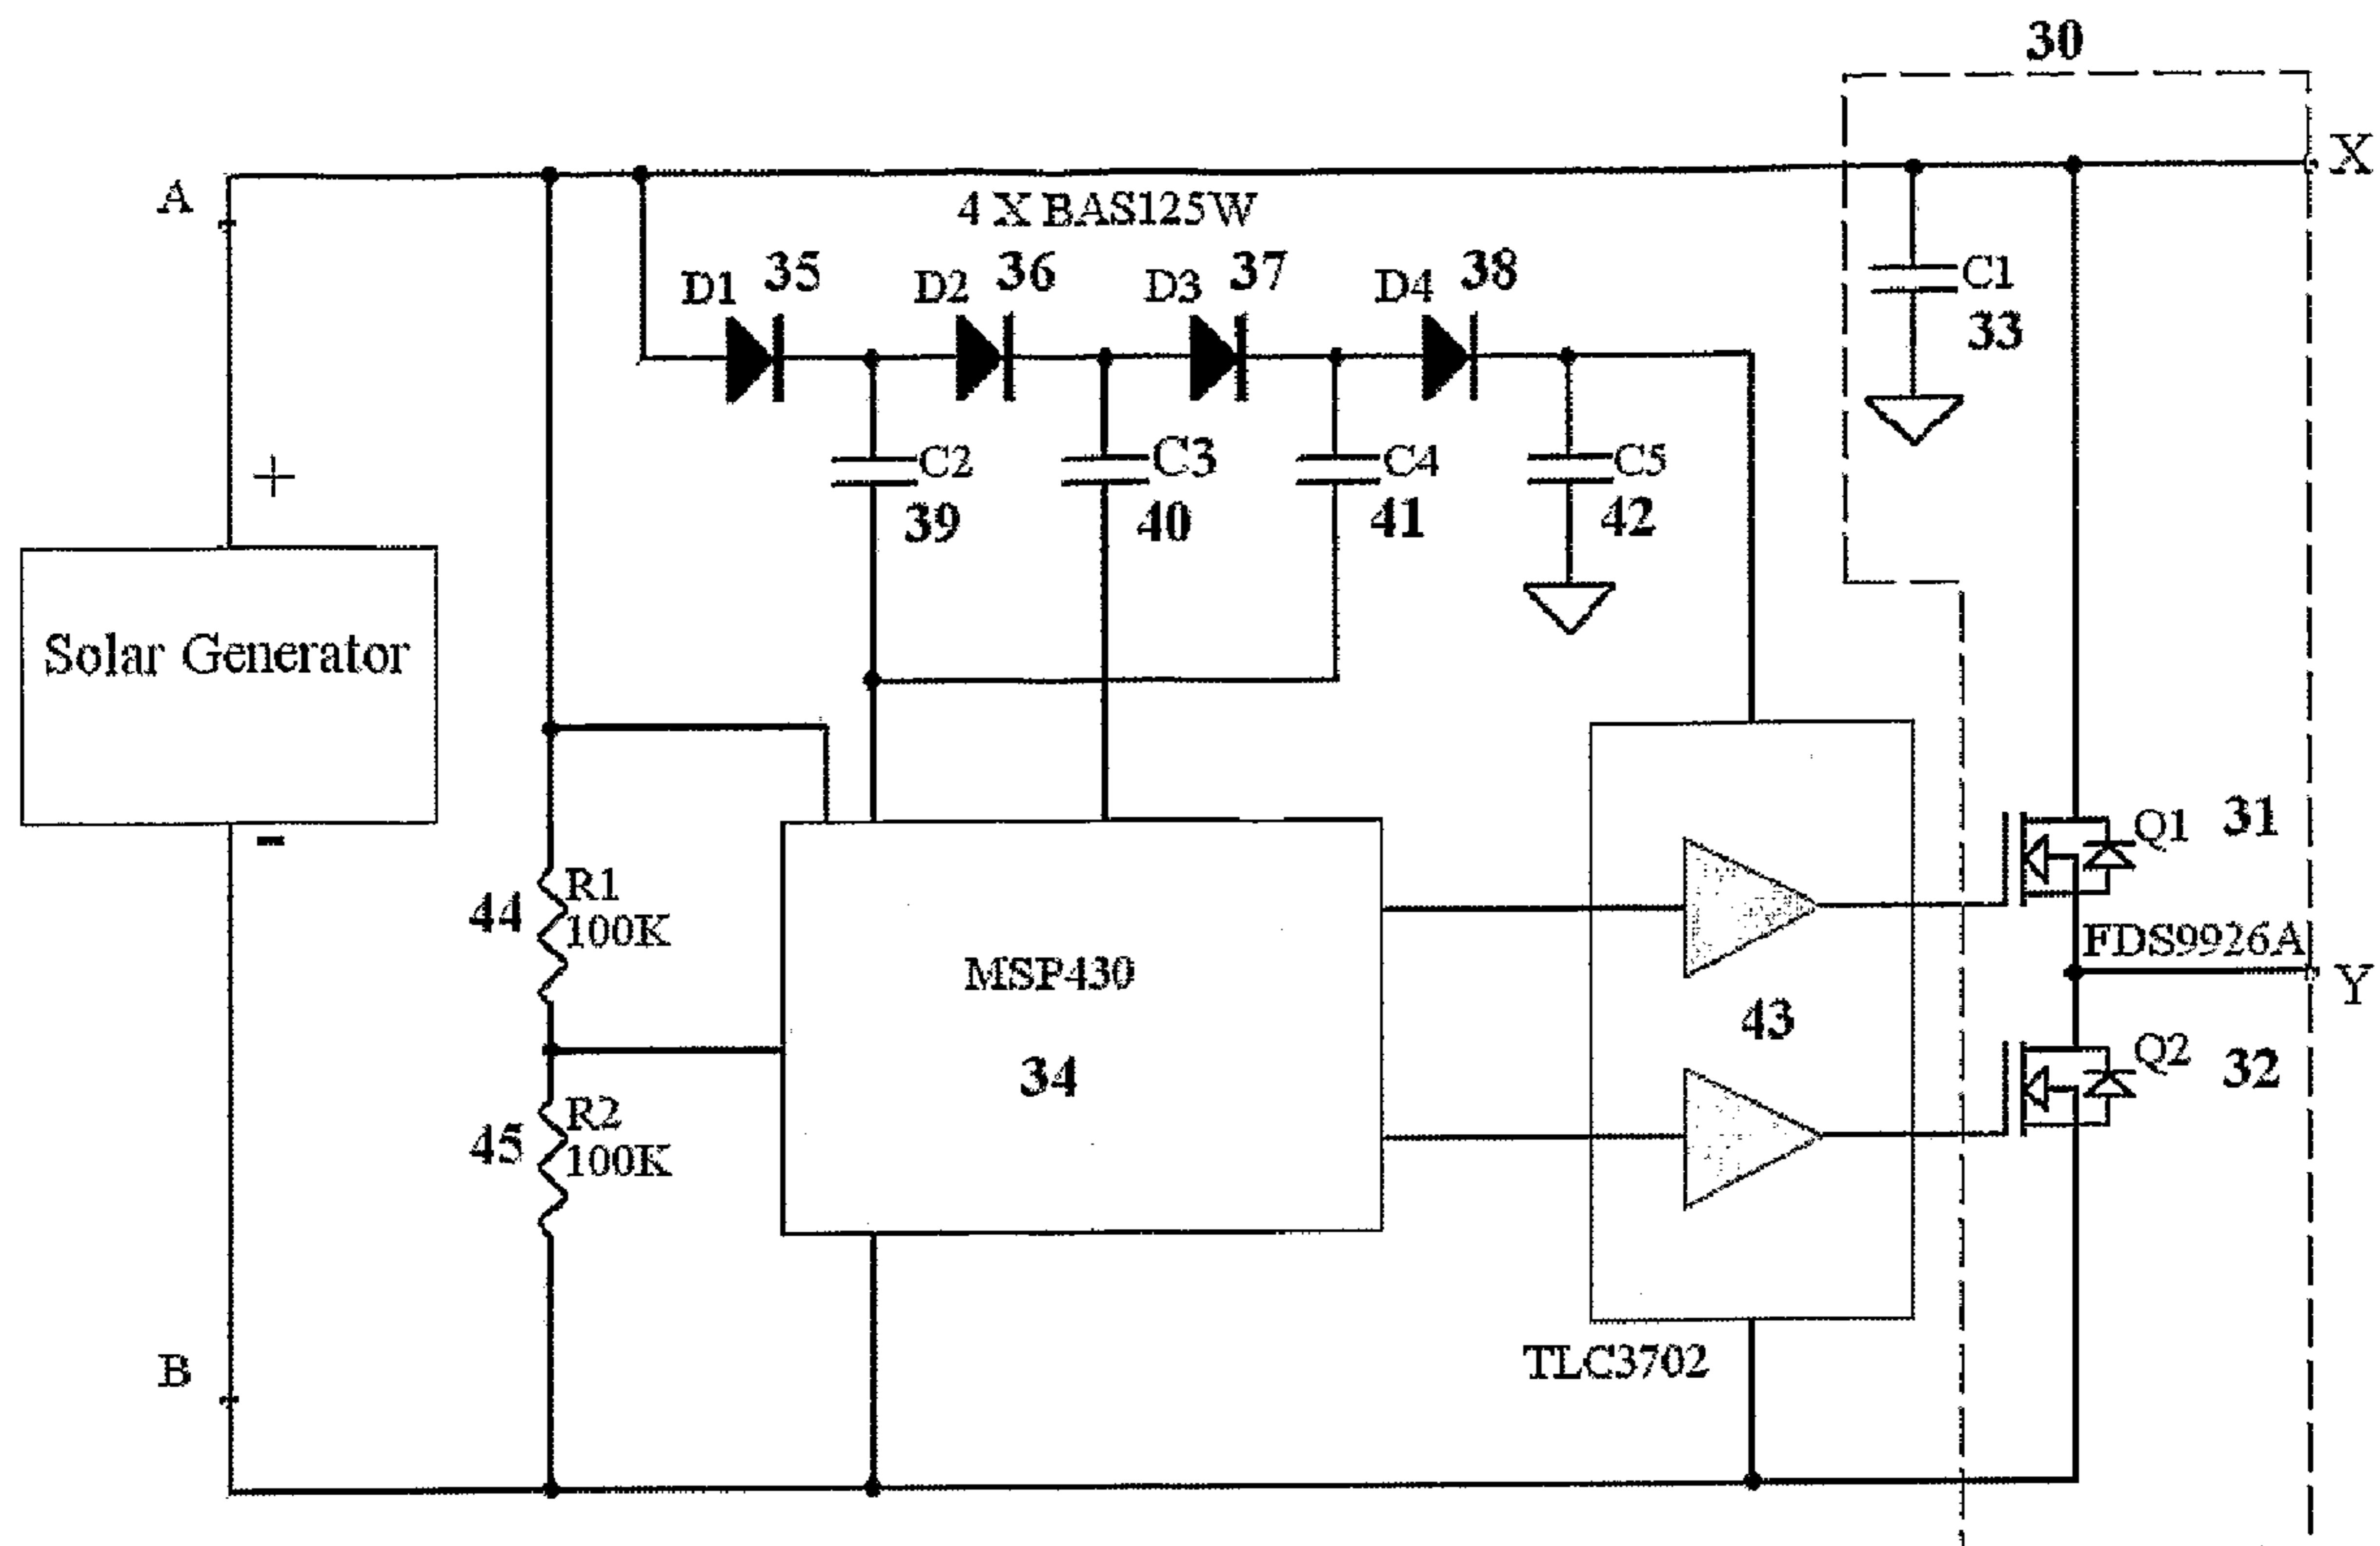 30
X
A
4 X BAS125W
D1 35
D2 36
D3 37
D4 38
C1
33
+
C2
39
C3
40
C4
41
C5
42
Solar Generator
-
Q1 31
44
R1
100K
FDS9926A
MSP430
34
43
Y
Q2 32
45
R2
100K
TLC3702
B